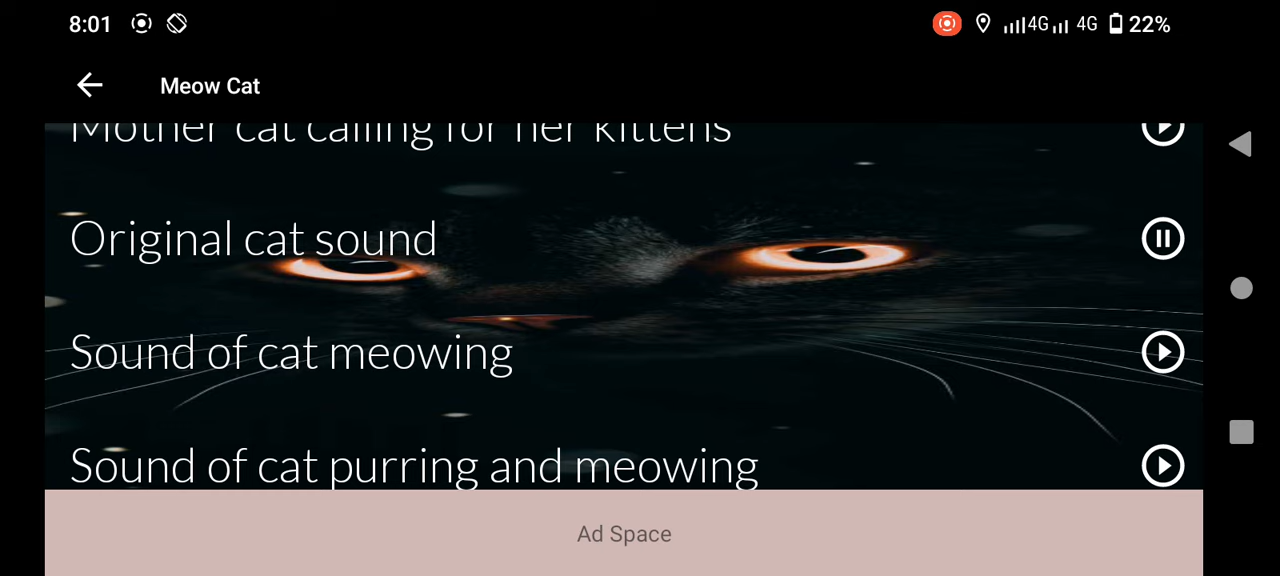 8:01
4G 4G 22%
Meow Cat
Mother cat calling for her kittens
Original cat sound
Sound of cat meowing
Sound of cat purring and meowing
Ad Space